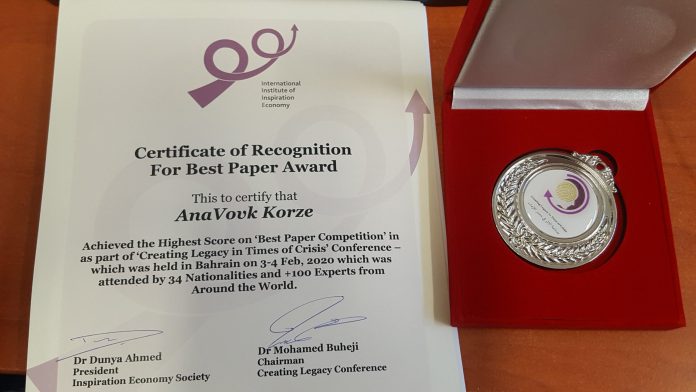 International
Institute of
Inspiration
Economy
Certificate of Recognition
For Best Paper Award
This to certify that
AnaVovk Korze
Achieved the Highest Score on ‘Best Paper Competition’ in
as part of ‘Creating Legacy in Times of Crisis’ Conference –
which was held in Bahrain on 3-4 Feb, 2020 which was
attended by 34 Nationalities and +100 Experts from
Around the World.
Dr Dunya Ahmed
President
Inspiration Economy Society
Dr Mohamed Buheji
Chairman
Creating Legacy Conference